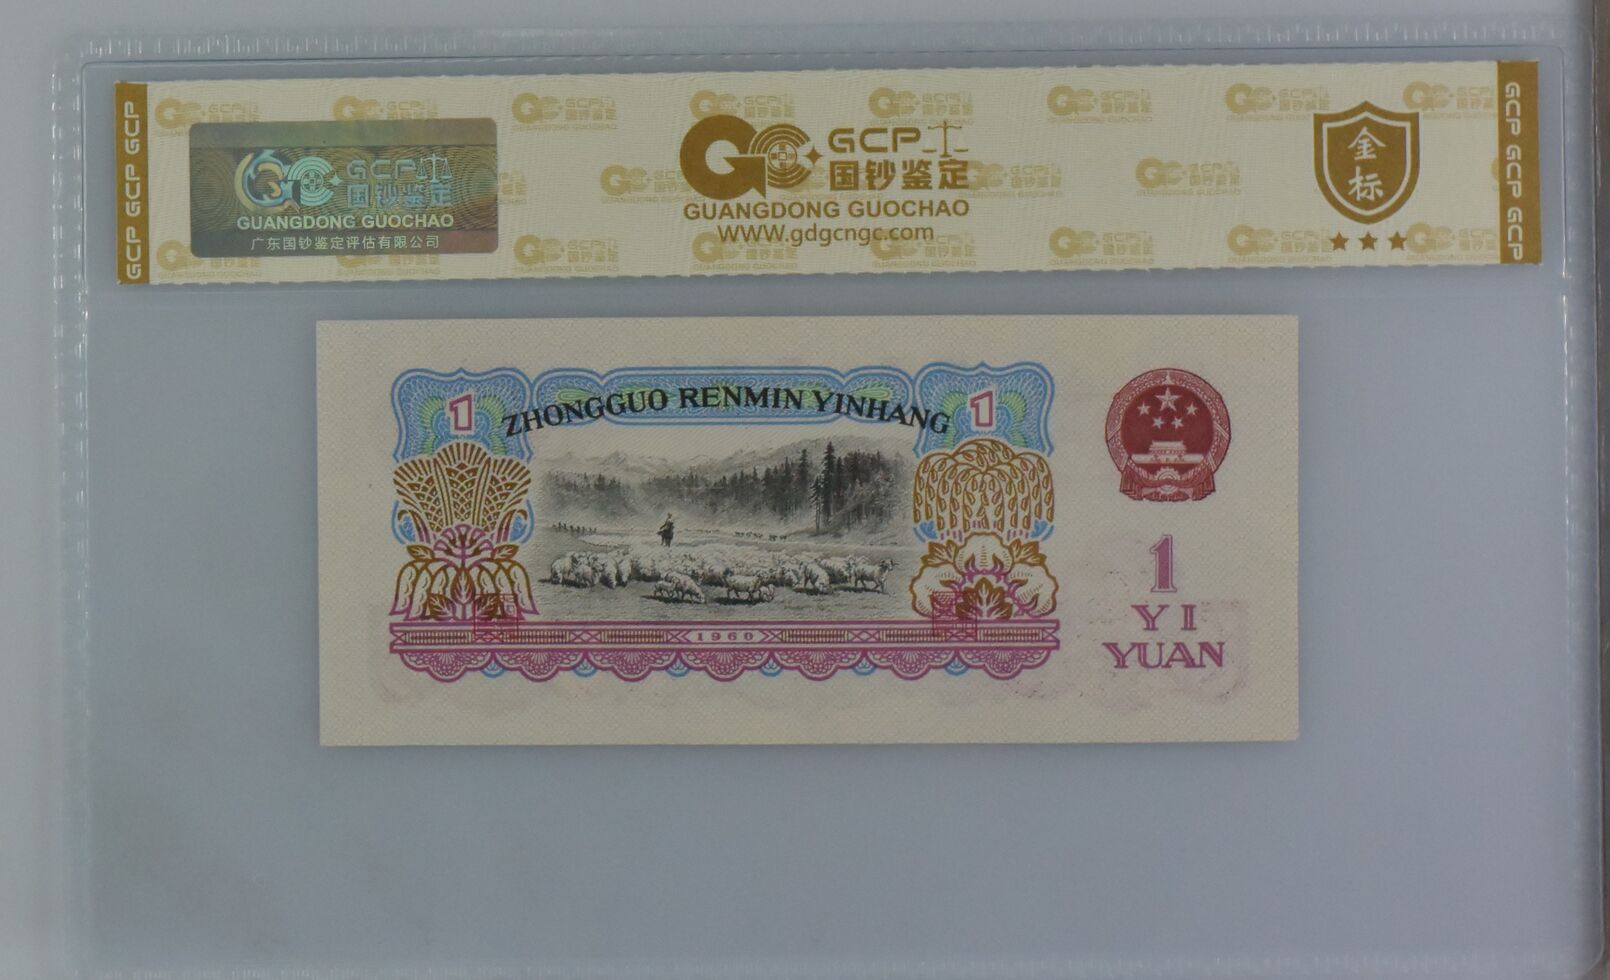 GCP GCP GCP
GCP
国钞鉴定
GUANGDONG GUOCHAO
广东国钞鉴定评估有限公司
GCP
国钞鉴定
GUANGDONG GUOCHAO
WWW.gdgcngc.com
金标
GCP GCP GCP
1
ZHONGGUO RENMIN YINHANG
1
1960
1
YI
YUAN